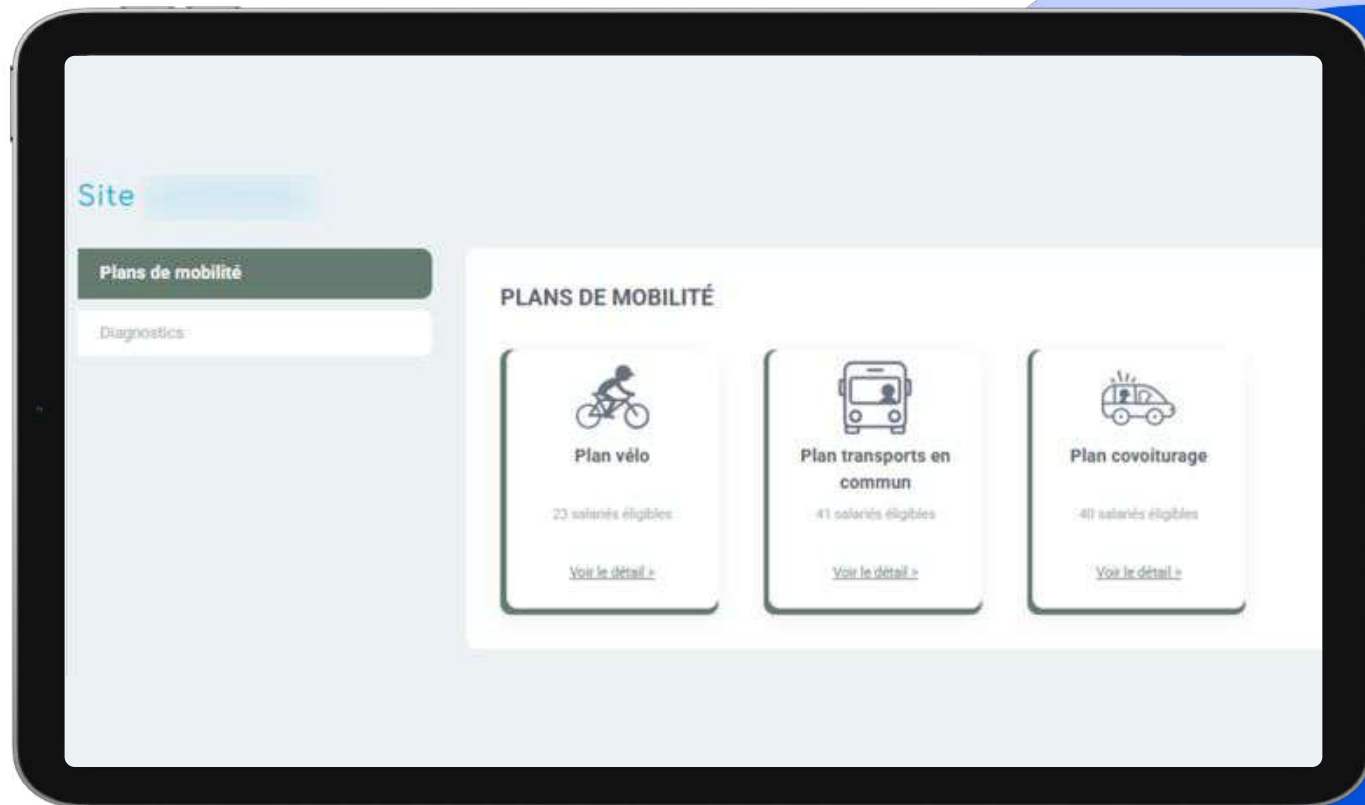 Site
Plans de mobilité
Diagnostics
PLANS DE MOBILITÉ
Plan vélo
23 salariés éligibles
Voir le détail >
Plan transports en
commun
41 salariés éligibles
Voir le détail >
Plan covoiturage
40 salariés éligibles
Voir le détail >